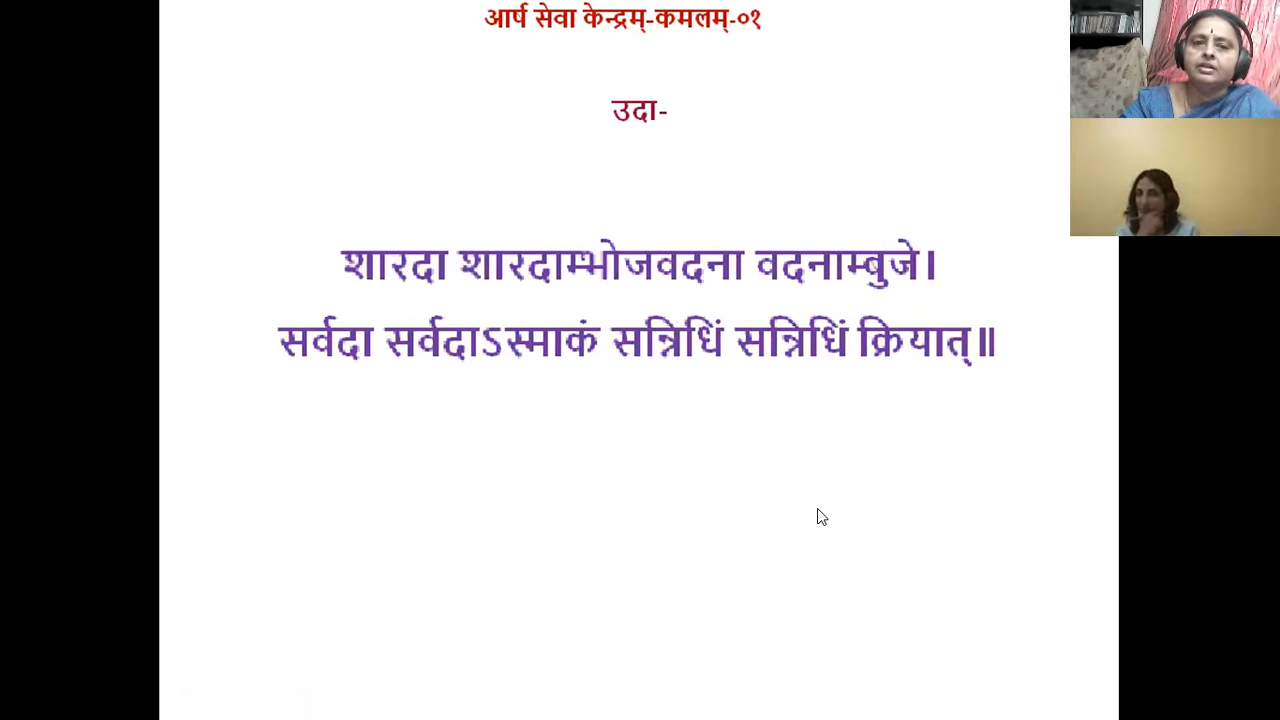 आर्ष सेवा केन्द्रम्-कमलम्-०१
उदा-
शारदा शारदाम्भोजवदना वदनाम्बुजे।
सर्वदा सर्वदाऽस्माकं सन्निधिं सन्निधिं क्रियात्॥